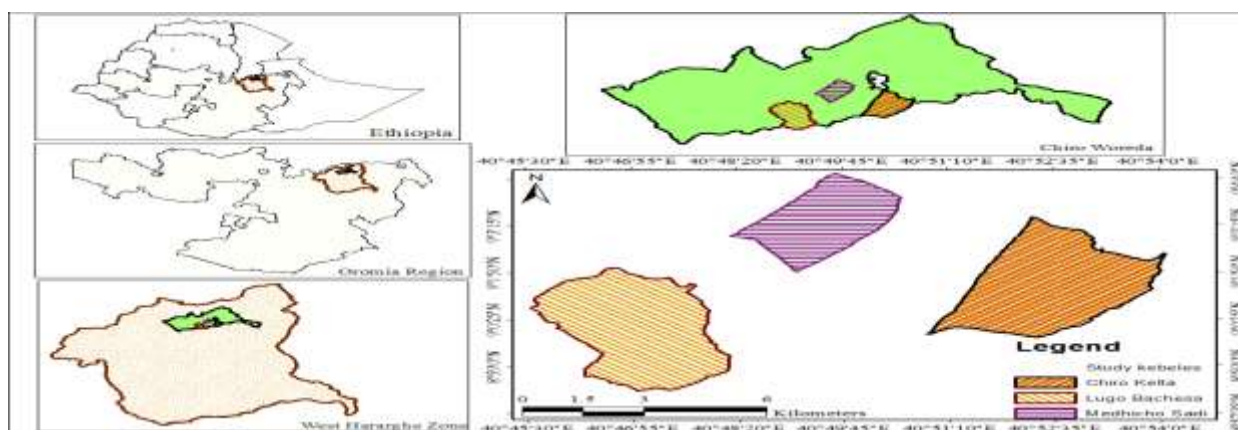 Ethiopia
Oromia Region
West Hararghe Zone
Chiro Woreda
40°45'30"E 40°46'55"E 40°48'20"E 40°49'45"E 40°51'10"E 40°52'35"E 40°54'0"E
N
Legend
Study kebeles
Chiro Kella
Lugo Bachesa
Medhicho Sadi
0 1.5 3 6
Kilometers
40°45'30"E 40°46'55"E 40°48'20"E 40°49'45"E 40°51'10"E 40°52'35"E 40°54'0"E